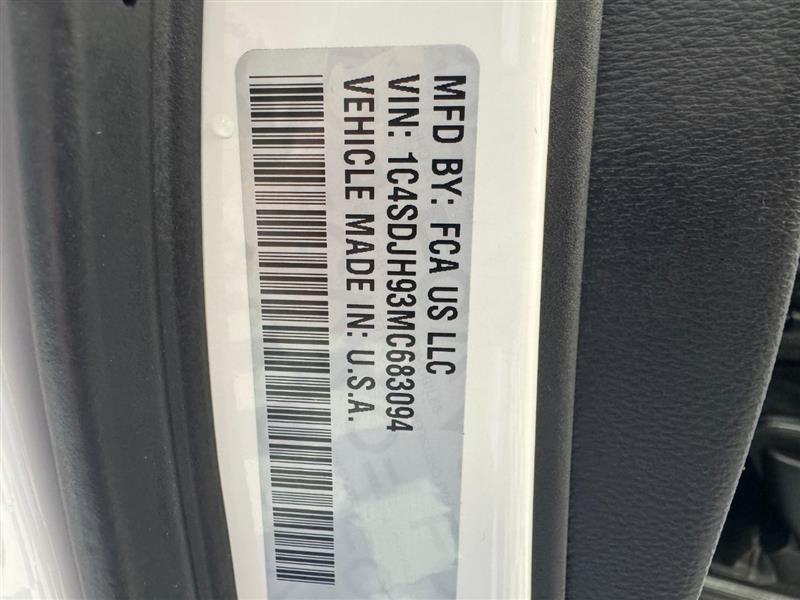 MFD BY: FCA US LLC
VIN: 1C4SDJH93MC683094
VEHICLE MADE IN: U.S.A.